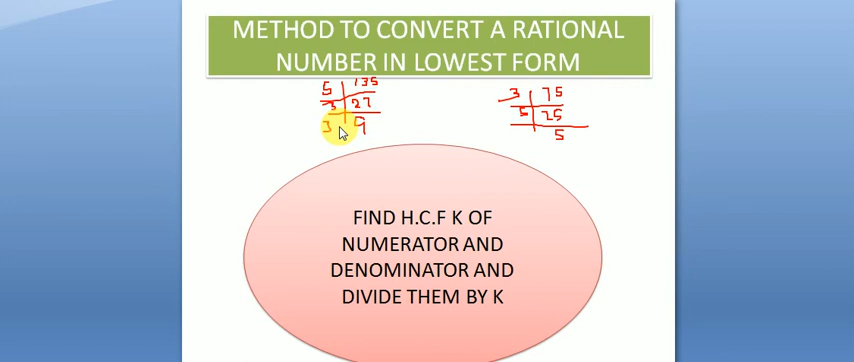 METHOD TO CONVERT A RATIONAL
NUMBER IN LOWEST FORM
5 135
3 27
3 9
3 75
5 25
5
FIND H.C.F K OF
NUMERATOR AND
DENOMINATOR AND
DIVIDE THEM BY K